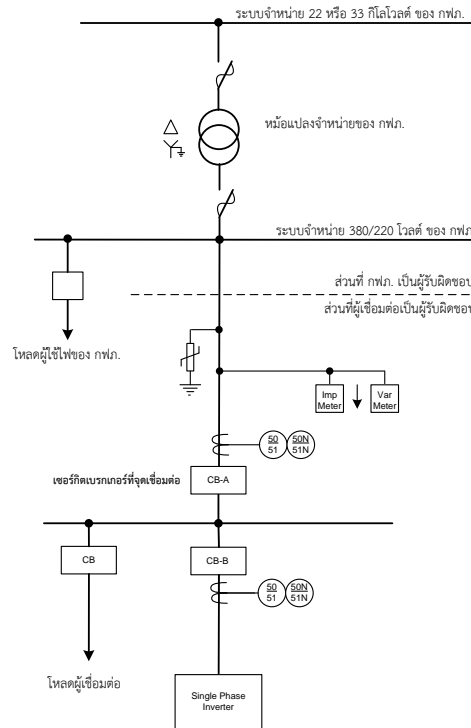 ระบบจำหน่าย 22 หรือ 33 กิโลโวลต์ ของ กฟภ.
หม้อแปลงจำหน่ายของ กฟภ.
ระบบจำหน่าย 380/220 โวลต์ ของ กฟภ
ส่วนที่ กฟภ. เป็นผู้รับผิดชอบ
ส่วนที่ผู้เชื่อมต่อเป็นผู้รับผิดชอบ
โหลดผู้ใช้ไฟของ กฟภ.
Imp
Meter
Var
Meter
50
51
50N
51N
เซอร์กิตเบรกเกอร์ที่จุดเชื่อมต่อ
CB-A
CB
CB-B
50
51
50N
51N
โหลดผู้เชื่อมต่อ
Single Phase
Inverter